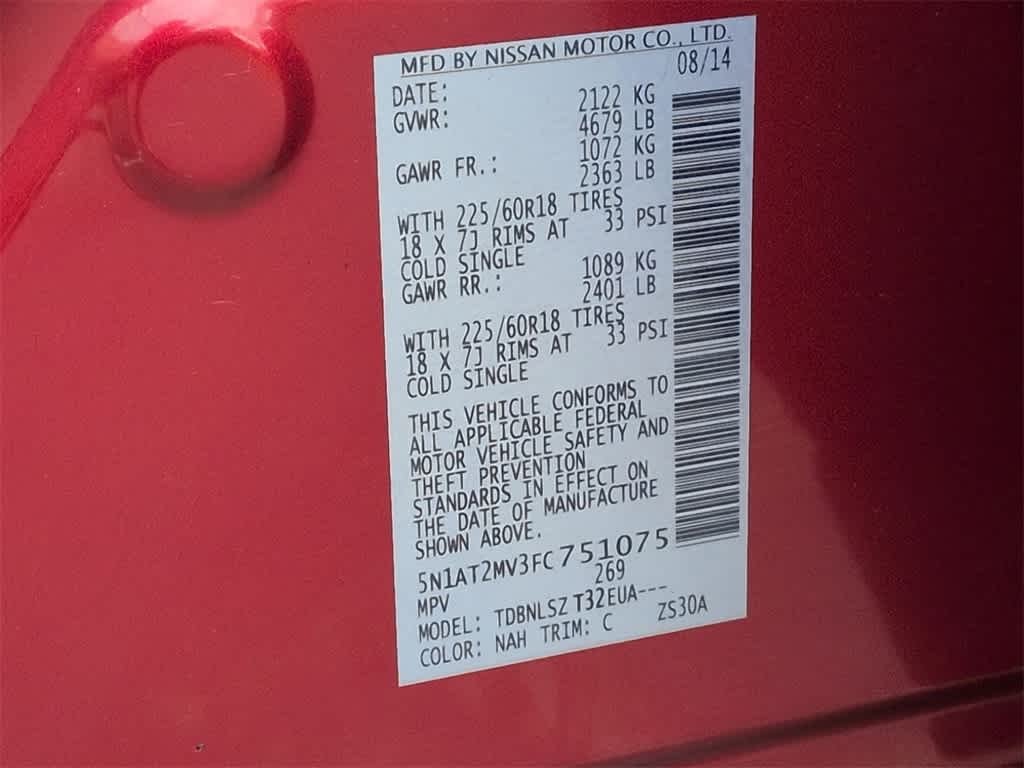 MFD BY NISSAN MOTOR CO., LTD.
DATE: 08/14
GVWR: 2122 KG
4679 LB
GAWR FR.: 1072 KG
2363 LB
WITH 225/60R18 TIRES
18 X 7J RIMS AT 33 PSI
COLD SINGLE
GAWR RR.: 1089 KG
2401 LB
WITH 225/60R18 TIRES
18 X 7J RIMS AT 33 PSI
COLD SINGLE
THIS VEHICLE CONFORMS TO
ALL APPLICABLE FEDERAL
MOTOR VEHICLE SAFETY AND
THEFT PREVENTION
STANDARDS IN EFFECT ON
THE DATE OF MANUFACTURE
SHOWN ABOVE.
5N1AT2MV3FC751075
MPV 269
MODEL: TDBNLSZ T32EUA---
COLOR: NAH TRIM: C ZS30A